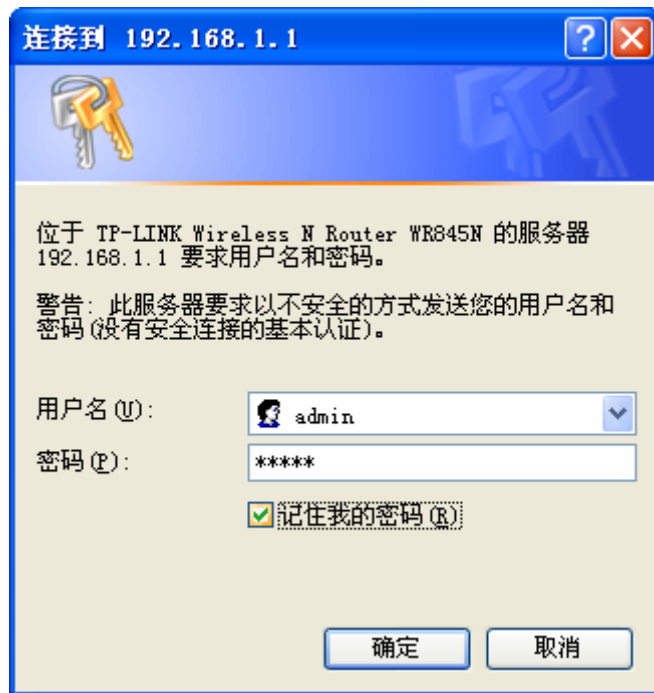 连接到 192.168.1.1
位于 TP-LINK Wireless N Router WR845N 的服务器
192.168.1.1 要求用户名和密码。
警告: 此服务器要求以不安全的方式发送您的用户名和
密码(没有安全连接的基本认证)。
用户名(U): admin
密码(P): *****
记住我的密码(R)
确定 取消